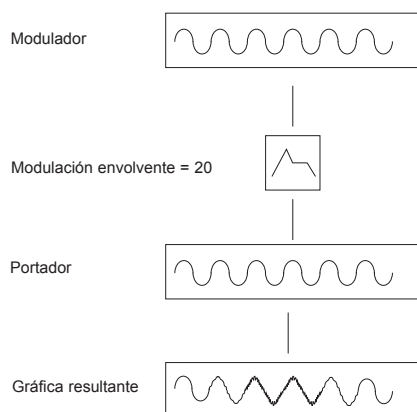 Modulador
Modulación envolvente = 20
Portador
Gráfica resultante